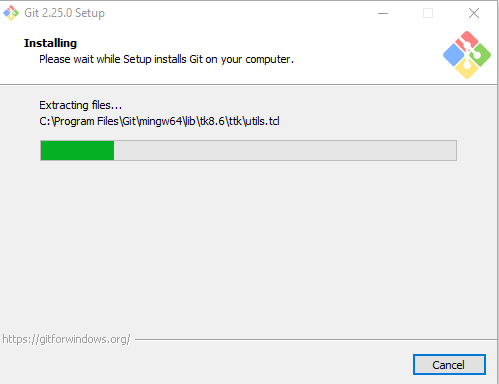 Git 2.25.0 Setup
Installing
Please wait while Setup installs Git on your computer.
Extracting files...
C:\Program Files\Git\mingw64\lib\tk8.6\ttk\utils.tcl
https://gitforwindows.org/
Cancel